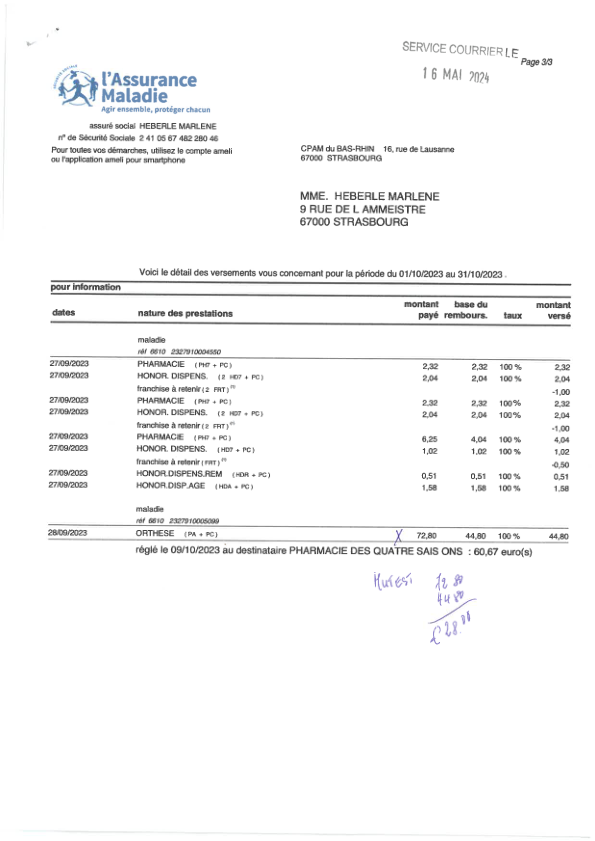 SERVICE COURRIER LE
Page 3/3
16 MAI 2024
l'Assurance
Maladie
Agir ensemble, protéger chacun
assuré social HEBERLE MARLENE
n° de Sécurité Sociale 2 41 05 67 482 280 46
Pour toutes vos démarches, utilisez le compte ameli
ou l'application ameli pour smartphone
CPAM du BAS-RHIN 16, rue de Lausanne
67000 STRASBOURG
MME. HEBERLE MARLENE
9 RUE DE L AMMEISTRE
67000 STRASBOURG
Voici le détail des versements vous concernant pour la période du 01/10/2023 au 31/10/2023 .
pour information
dates nature des prestations montant payé base du rembours. taux montant versé
maladie
réf 6610 2327910004550
27/09/2023 PHARMACIE (PH7 + PC) 2,32 2,32 100 % 2,32
27/09/2023 HONOR. DISPENS. (2 HD7 + PC) 2,04 2,04 100 % 2,04
franchise à retenir (2 FRT) (1) -1,00
27/09/2023 PHARMACIE (PH7 + PC) 2,32 2,32 100 % 2,32
27/09/2023 HONOR. DISPENS. (2 HD7 + PC) 2,04 2,04 100 % 2,04
franchise à retenir (2 FRT) (1) -1,00
27/09/2023 PHARMACIE (PH7 + PC) 6,25 4,04 100 % 4,04
27/09/2023 HONOR. DISPENS. (HD7 + PC) 1,02 1,02 100 % 1,02
franchise à retenir (FRT) (1) -0,50
27/09/2023 HONOR.DISPENS.REM (HDR + PC) 0,51 0,51 100 % 0,51
27/09/2023 HONOR.DISP.AGE (HDA + PC) 1,58 1,58 100 % 1,58
maladie
réf 6610 2327910005099
28/09/2023 ORTHESE (PA + PC) X 72,80 44,80 100 % 44,80
réglé le 09/10/2023 au destinataire PHARMACIE DES QUATRE SAIS ONS : 60,67 euro(s)
72 80
44 80
28.00